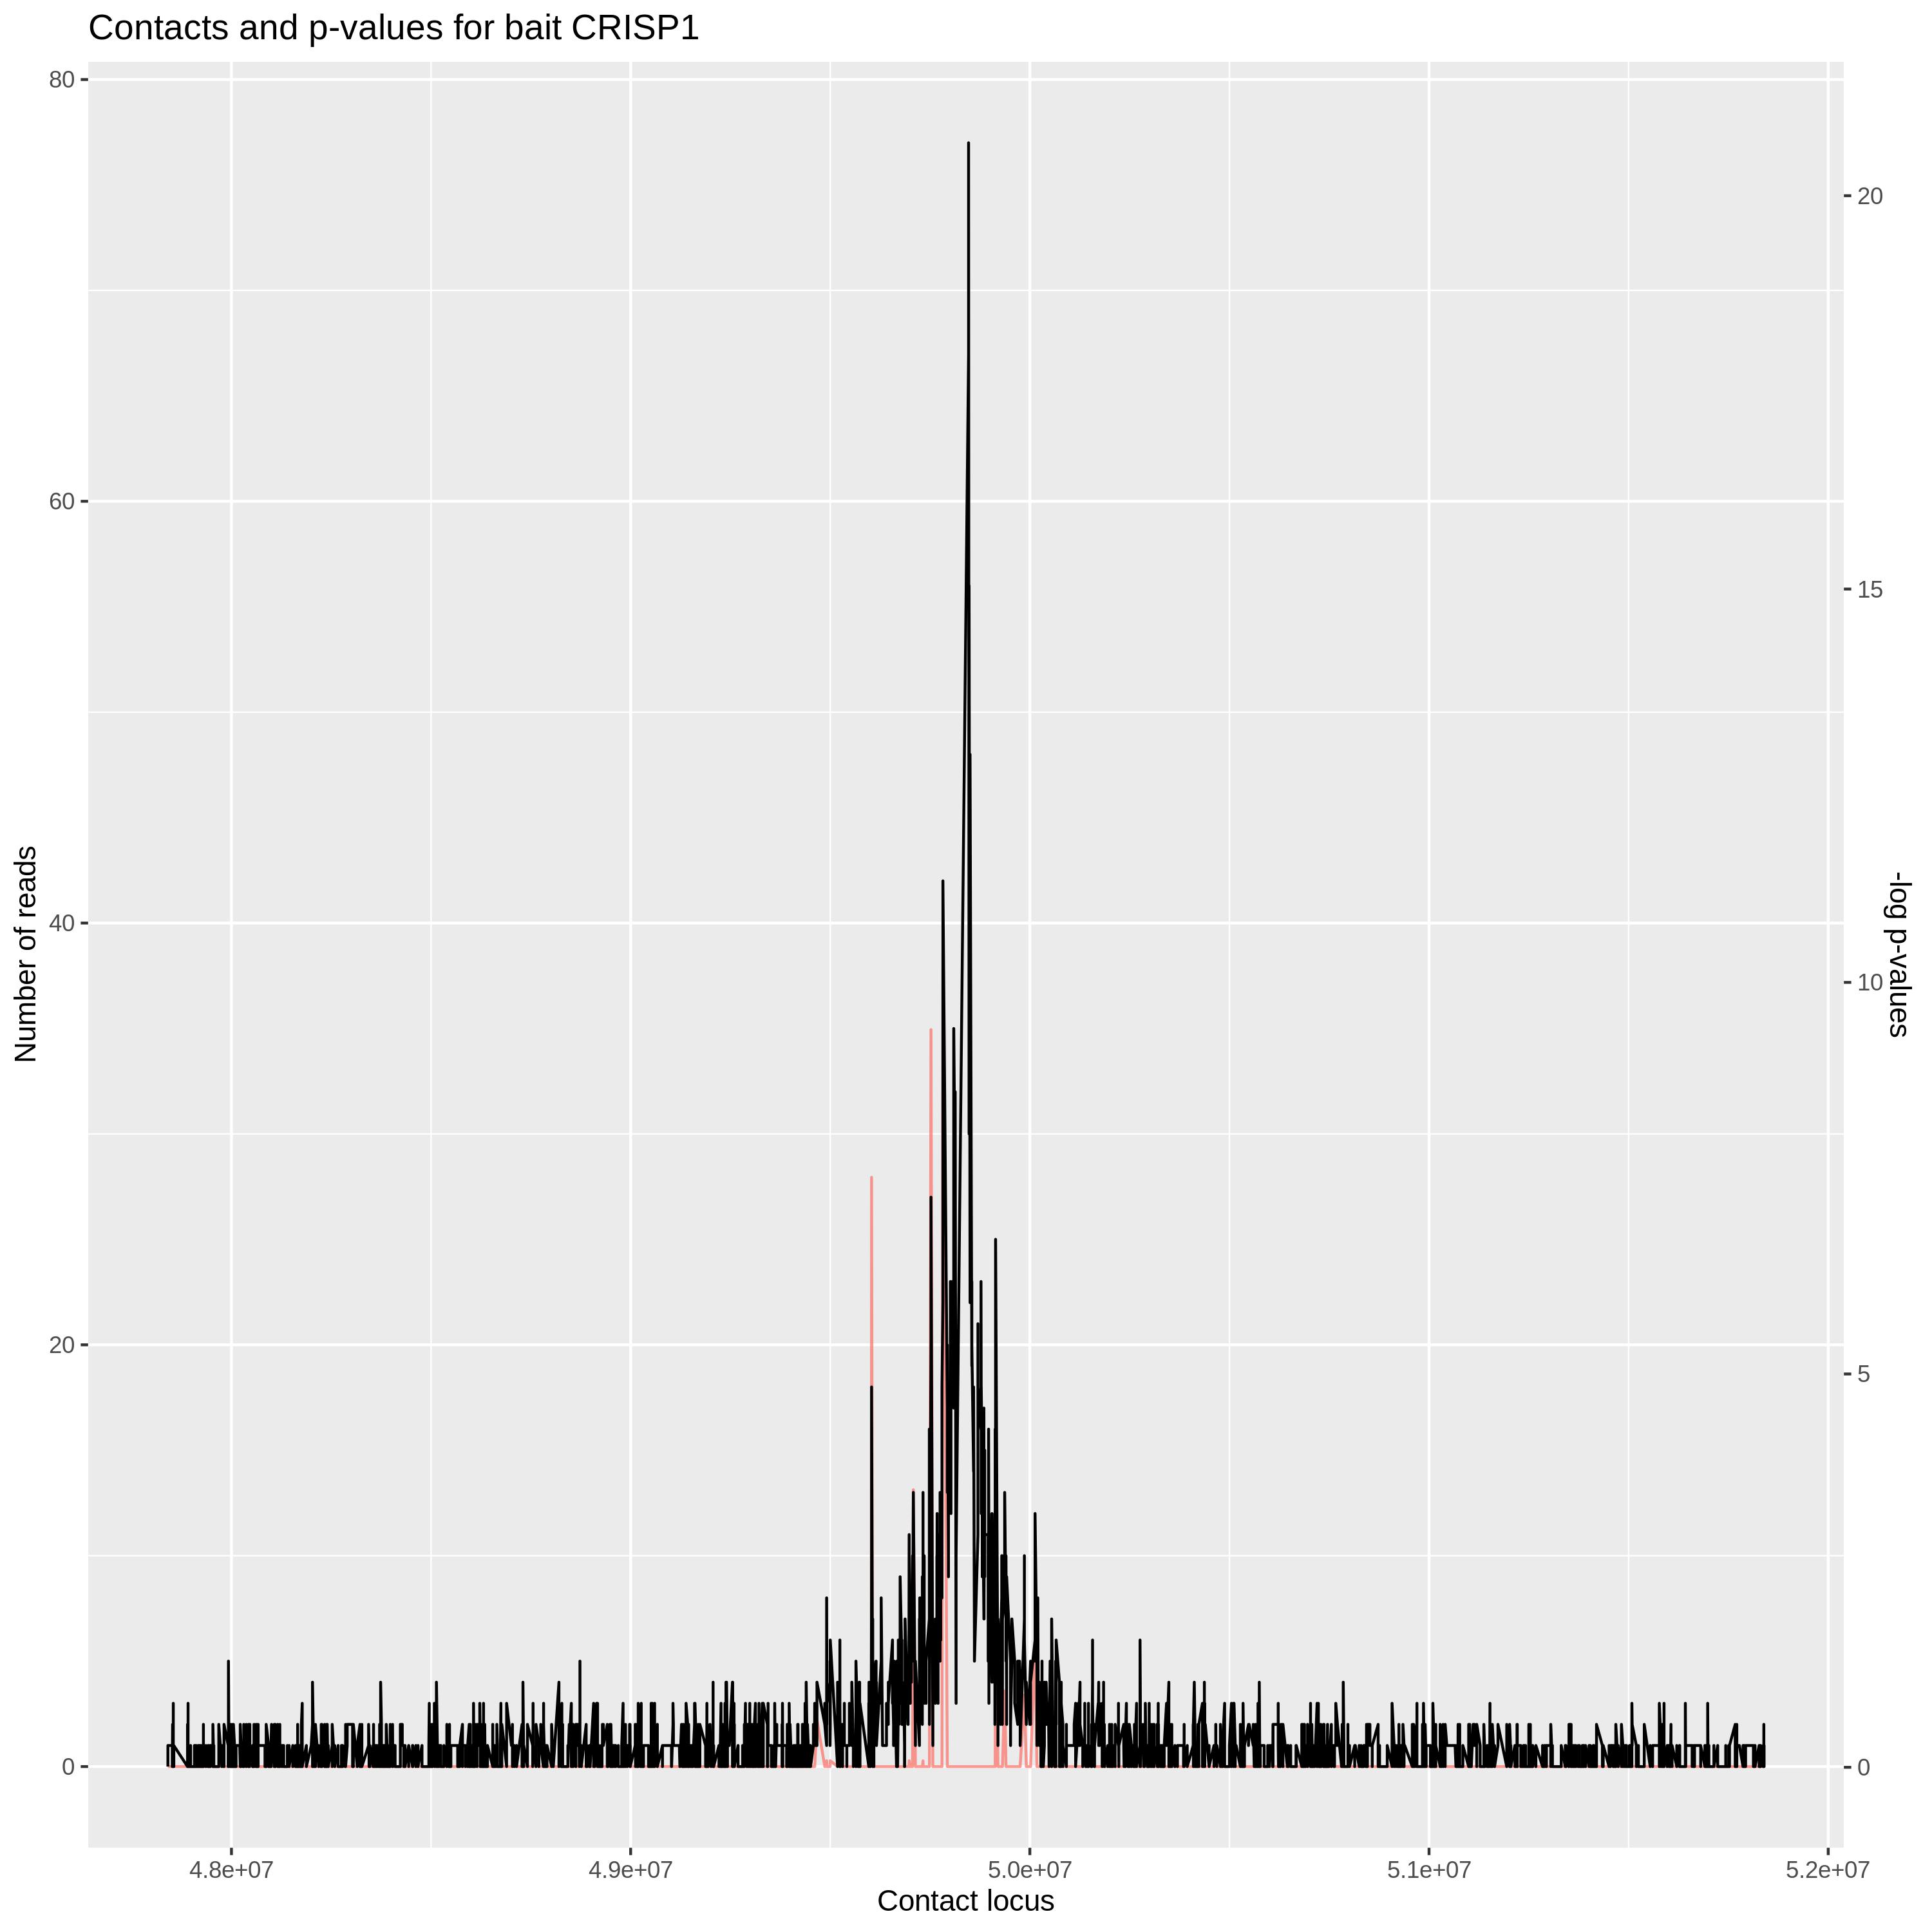 Contacts and p-values for bait CRISP1
80
60
40
20
0
Number of reads
20
15
10
5
0
-log p-values
4.8e+07
4.9e+07
5.0e+07
5.1e+07
5.2e+07
Contact locus